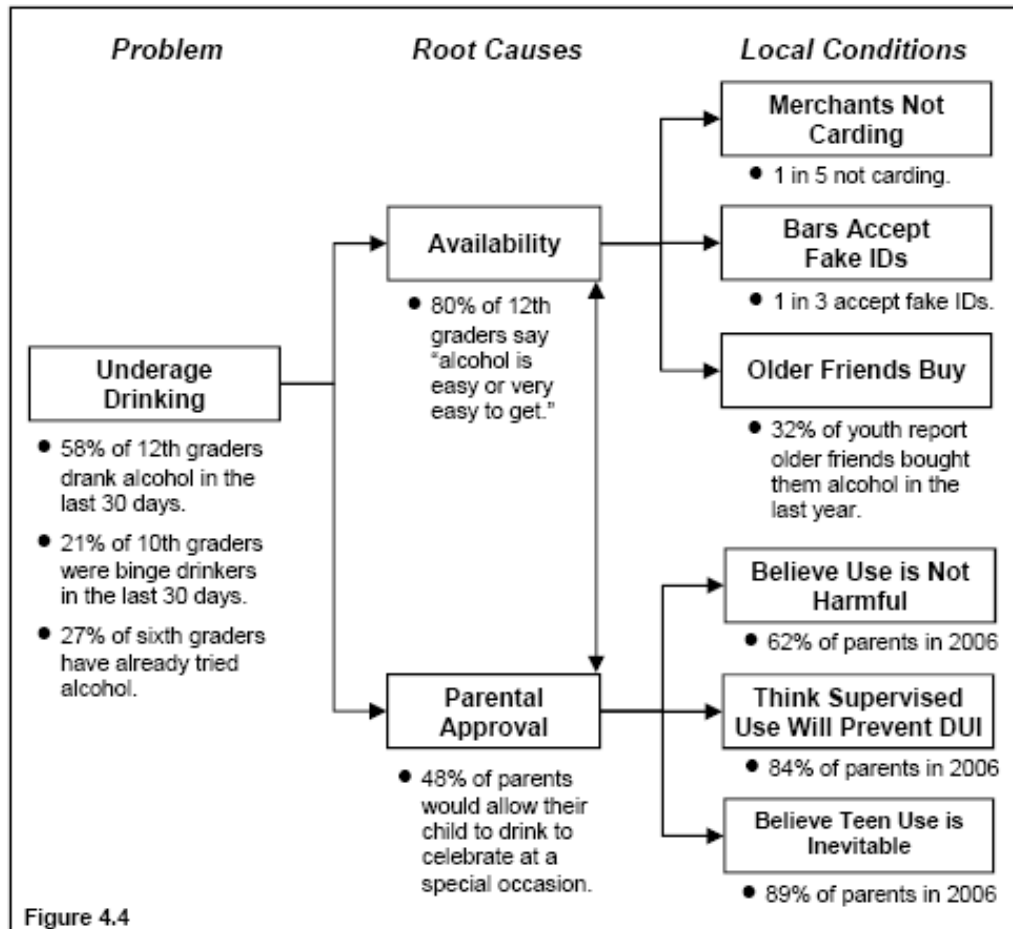 Problem
Root Causes
Local Conditions
Merchants Not
Carding
● 1 in 5 not carding.
Availability
● 80% of 12th
graders say
“alcohol is
easy or very
easy to get.”
Bars Accept
Fake IDs
● 1 in 3 accept fake IDs.
Underage
Drinking
● 58% of 12th graders
drank alcohol in the
last 30 days.
● 21% of 10th graders
were binge drinkers
in the last 30 days.
● 27% of sixth graders
have already tried
alcohol.
Older Friends Buy
● 32% of youth report
older friends bought
them alcohol in the
last year.
Believe Use is Not
Harmful
● 62% of parents in 2006
Parental
Approval
● 48% of parents
would allow their
child to drink to
celebrate at a
special occasion.
Think Supervised
Use Will Prevent DUI
● 84% of parents in 2006
Believe Teen Use is
Inevitable
● 89% of parents in 2006
Figure 4.4